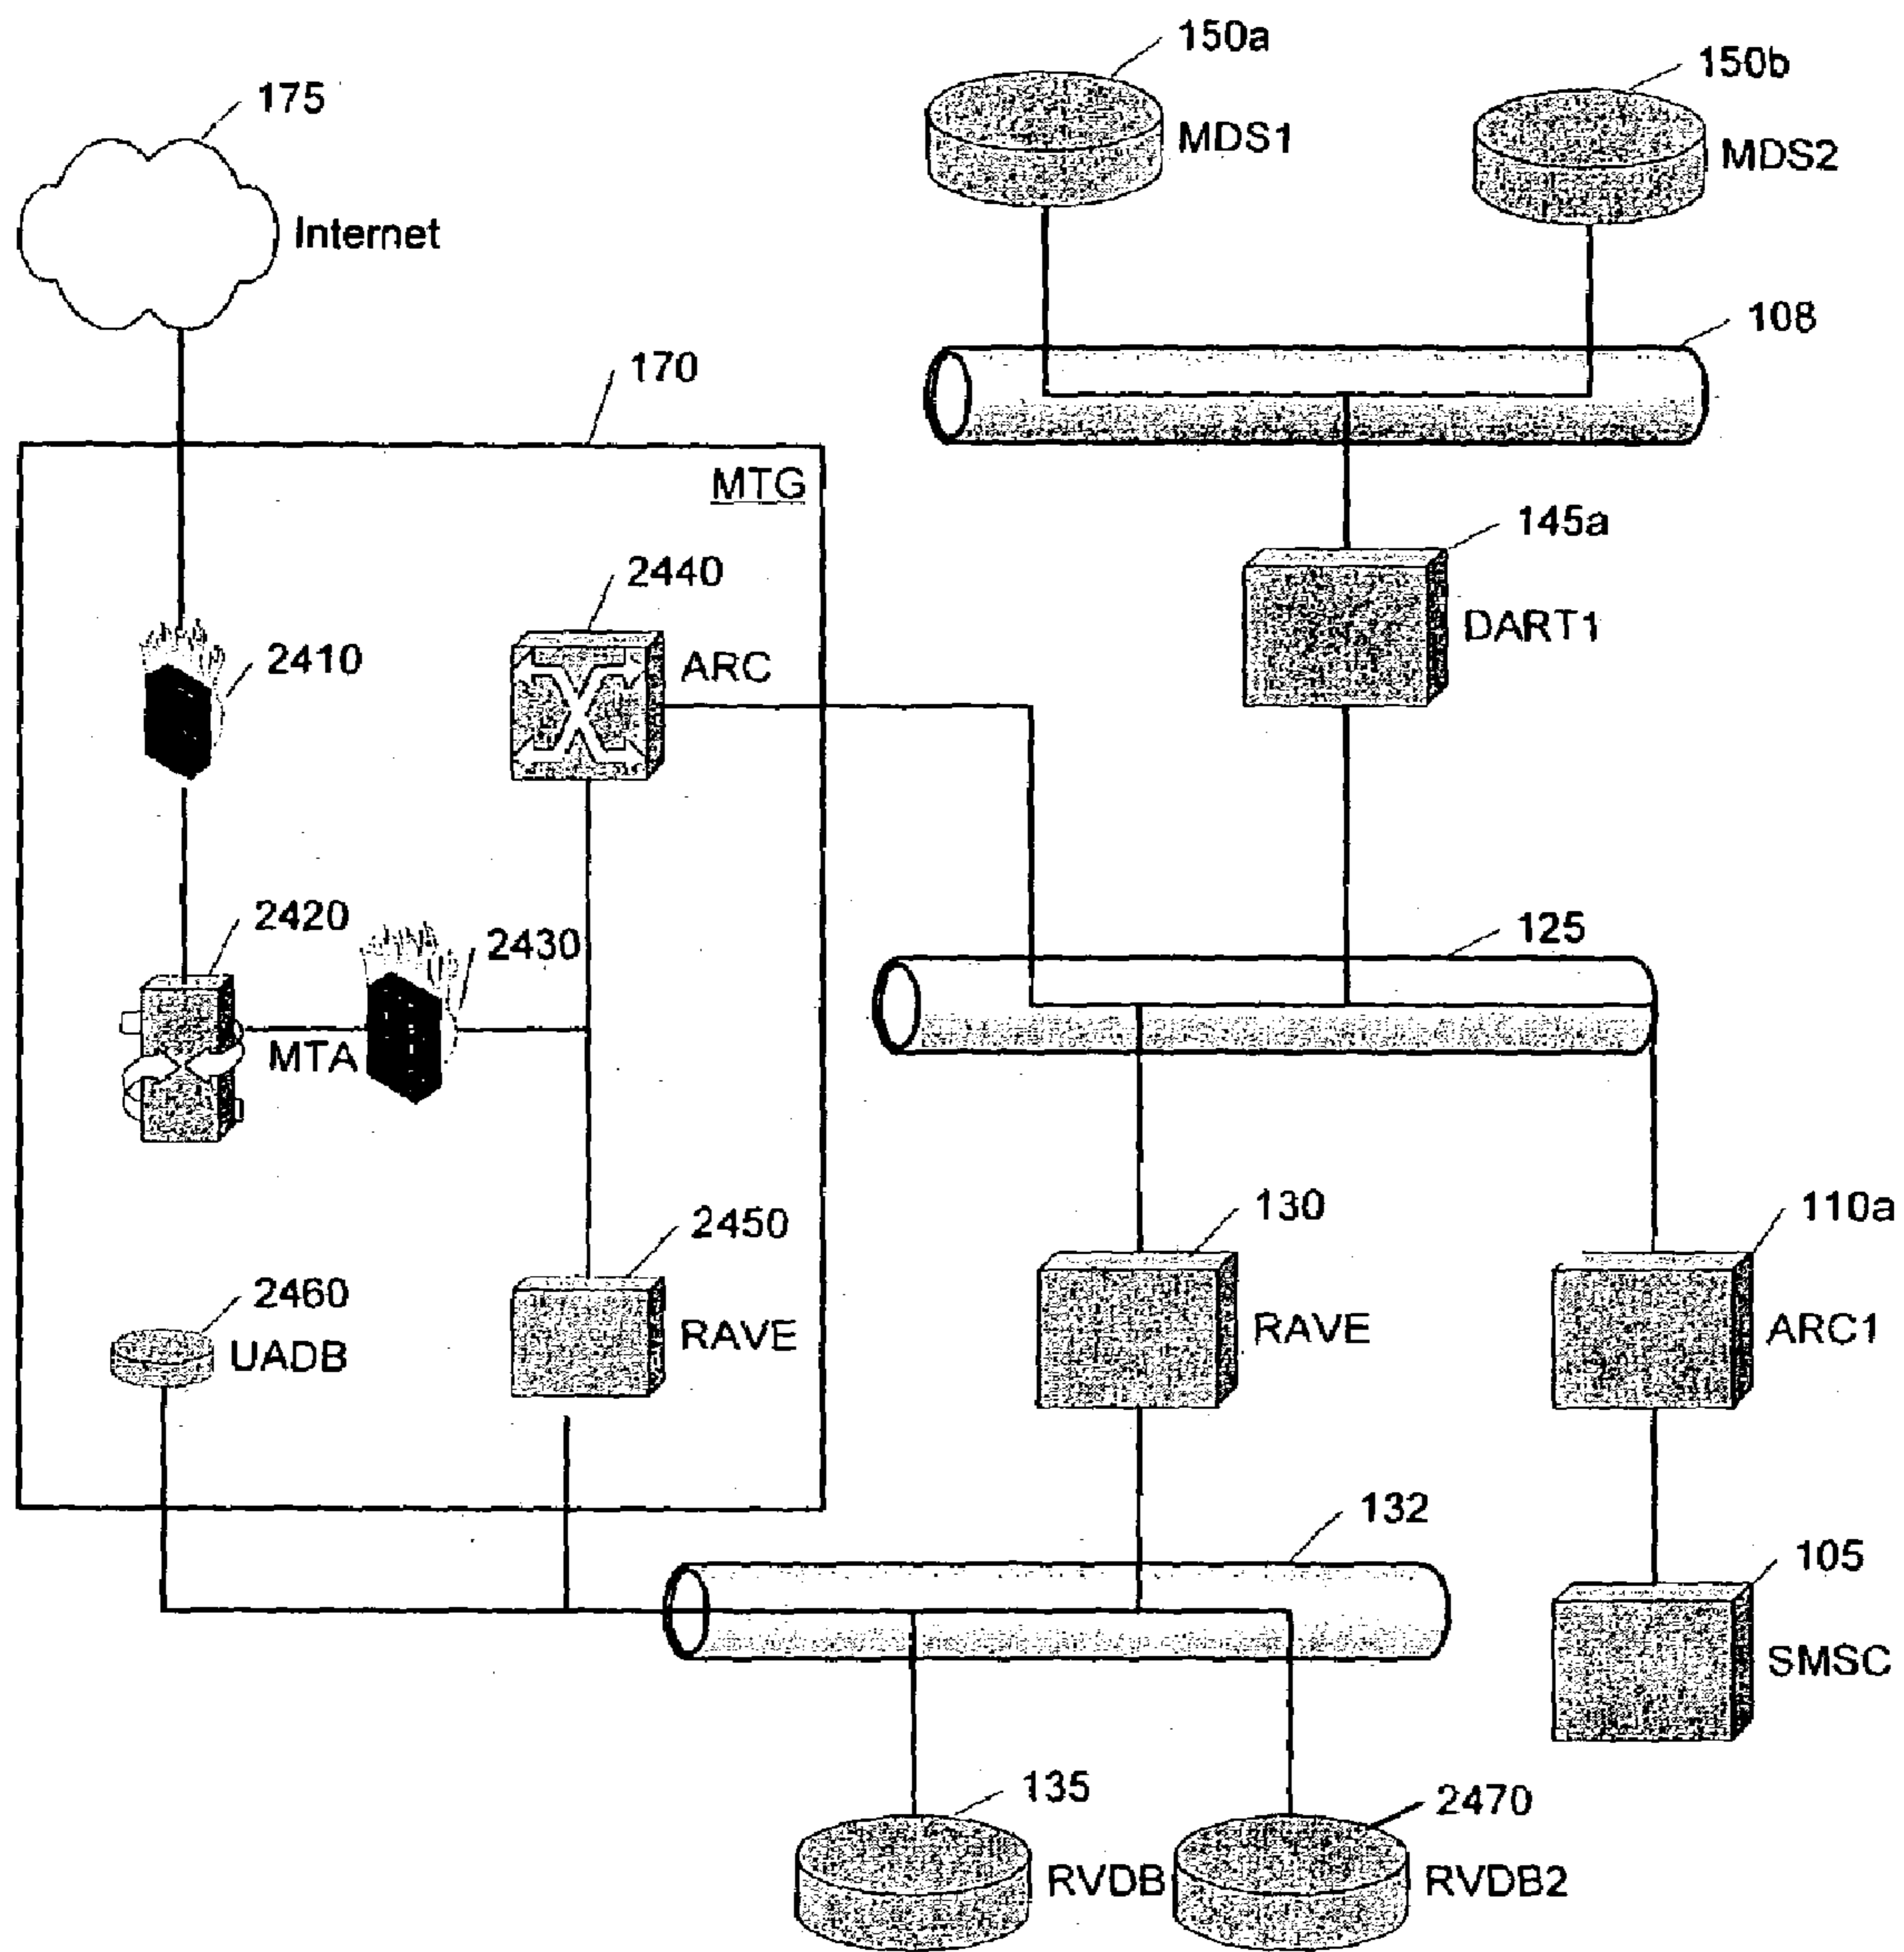 150a
MDS1
150b
MDS2
175
Internet
108
170
MTG
145a
DART1
2440
ARC
2410
125
2420
MTA
2430
2450
RAVE
130
RAVE
110a
ARC1
2460
UADB
132
105
SMSC
135
RVDB
2470
RVDB2